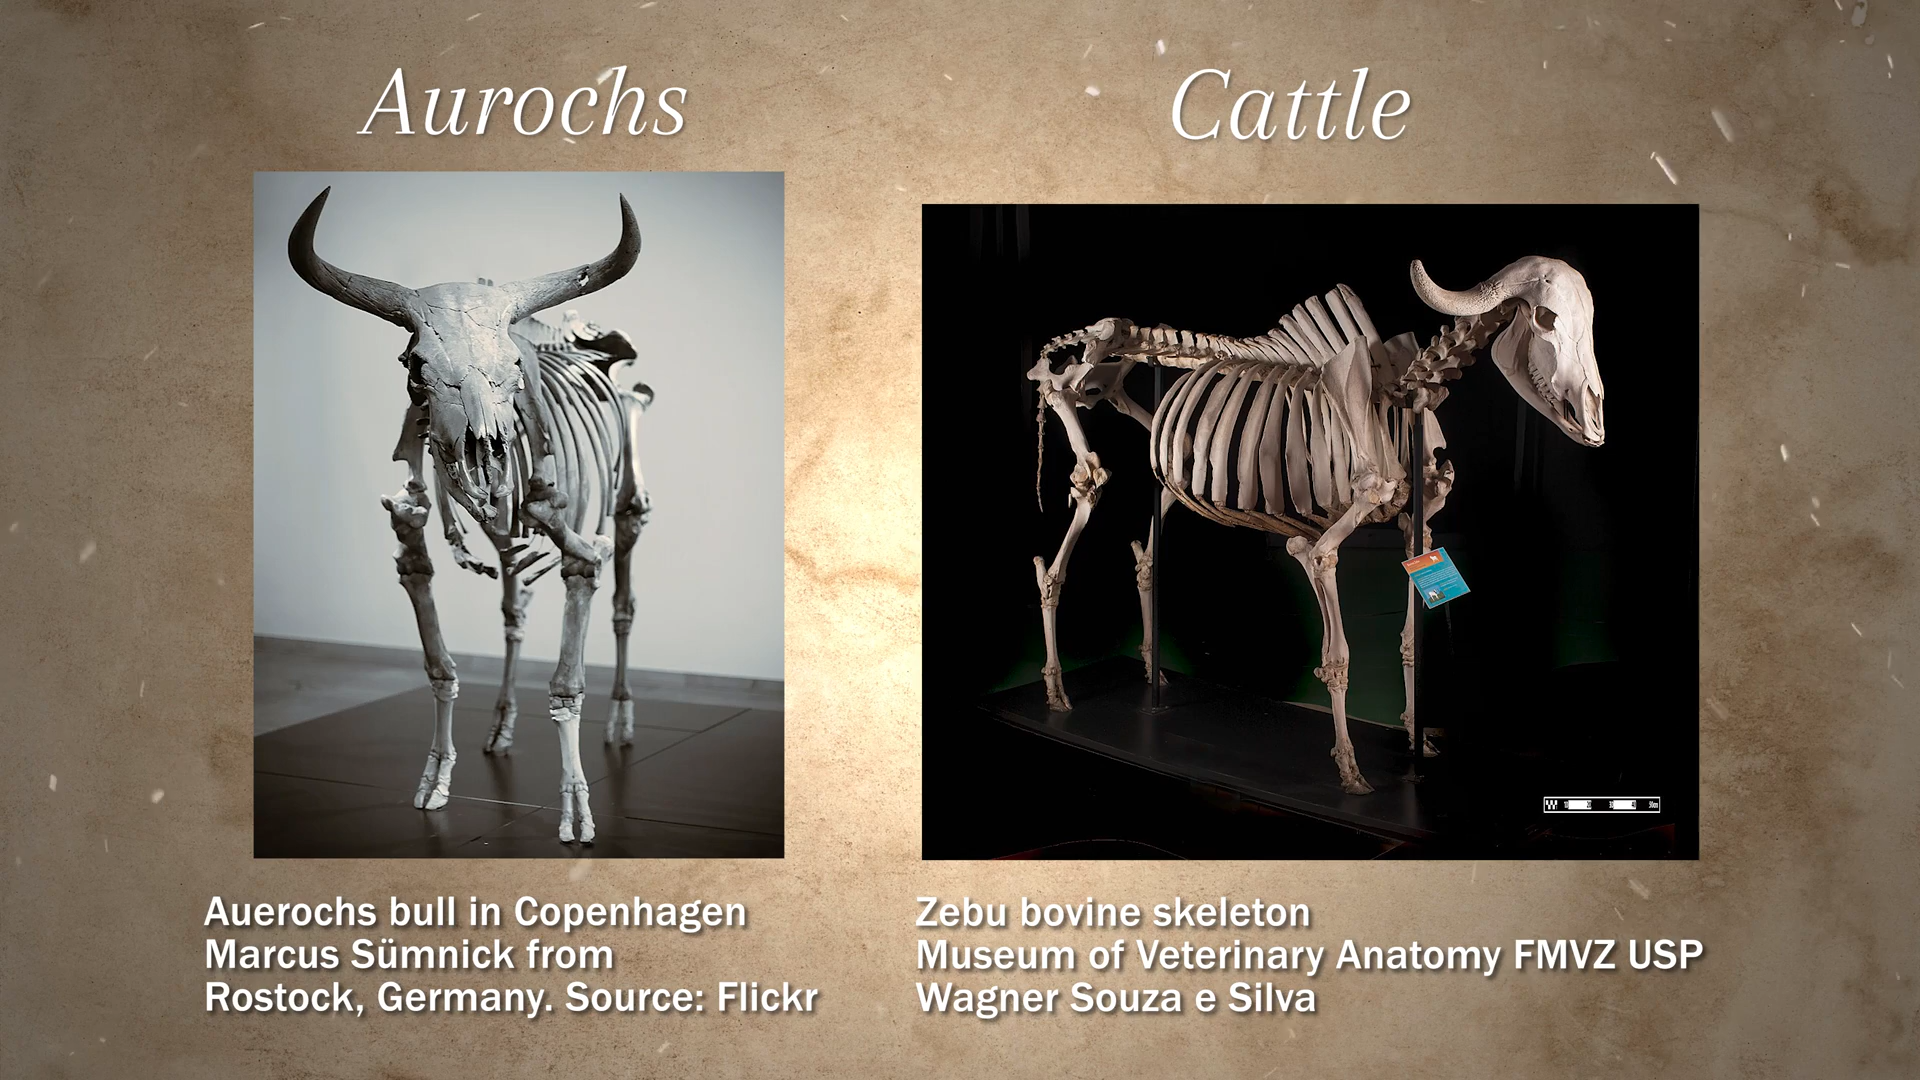 Aurochs
Cattle
Auerochs bull in Copenhagen
Marcus Sümnick from
Rostock, Germany. Source: Flickr
Zebu bovine skeleton
Museum of Veterinary Anatomy FMVZ USP
Wagner Souza e Silva